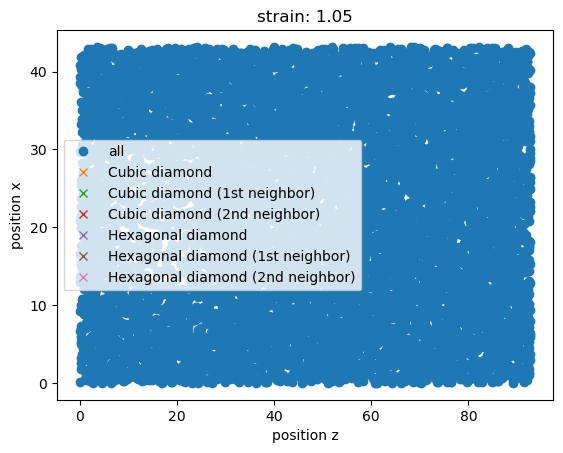 strain: 1.05
position x
40
30
20
10
0
all
Cubic diamond
Cubic diamond (1st neighbor)
Cubic diamond (2nd neighbor)
Hexagonal diamond
Hexagonal diamond (1st neighbor)
Hexagonal diamond (2nd neighbor)
0 20 40 60 80
position z